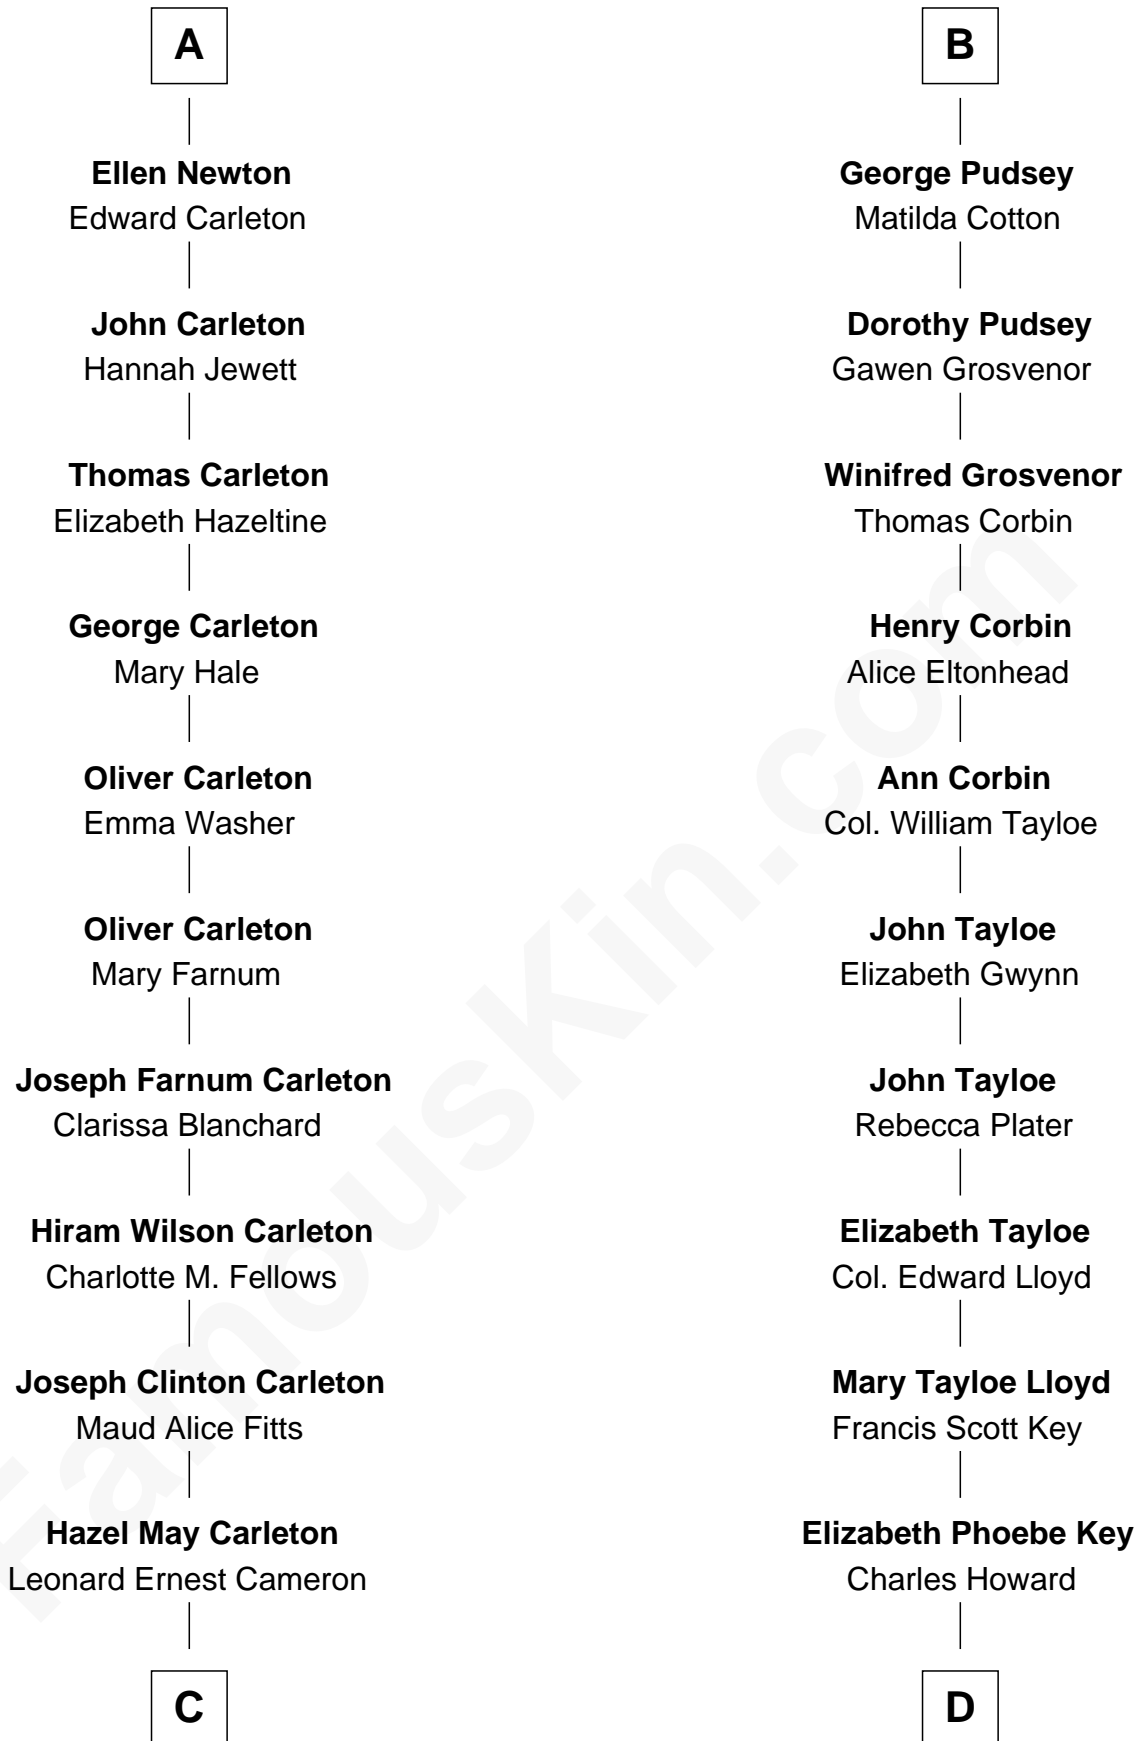 A
Ellen Newton
Edward Carleton
John Carleton
Hannah Jewett
Thomas Carleton
Elizabeth Hazeltine
George Carleton
Mary Hale
Oliver Carleton
Emma Washer
Oliver Carleton
Mary Farnum
Joseph Farnum Carleton
Clarissa Blanchard
Hiram Wilson Carleton
Charlotte M. Fellows
Joseph Clinton Carleton
Maud Alice Fitts
Hazel May Carleton
Leonard Ernest Cameron
C
B
George Pudsey
Matilda Cotton
Dorothy Pudsey
Gawen Grosvenor
Winifred Grosvenor
Thomas Corbin
Henry Corbin
Alice Eltonhead
Ann Corbin
Col. William Tayloe
John Tayloe
Elizabeth Gwynn
John Tayloe
Rebecca Plater
Elizabeth Tayloe
Col. Edward Lloyd
Mary Tayloe Lloyd
Francis Scott Key
Elizabeth Phoebe Key
Charles Howard
D
FamousKin.com